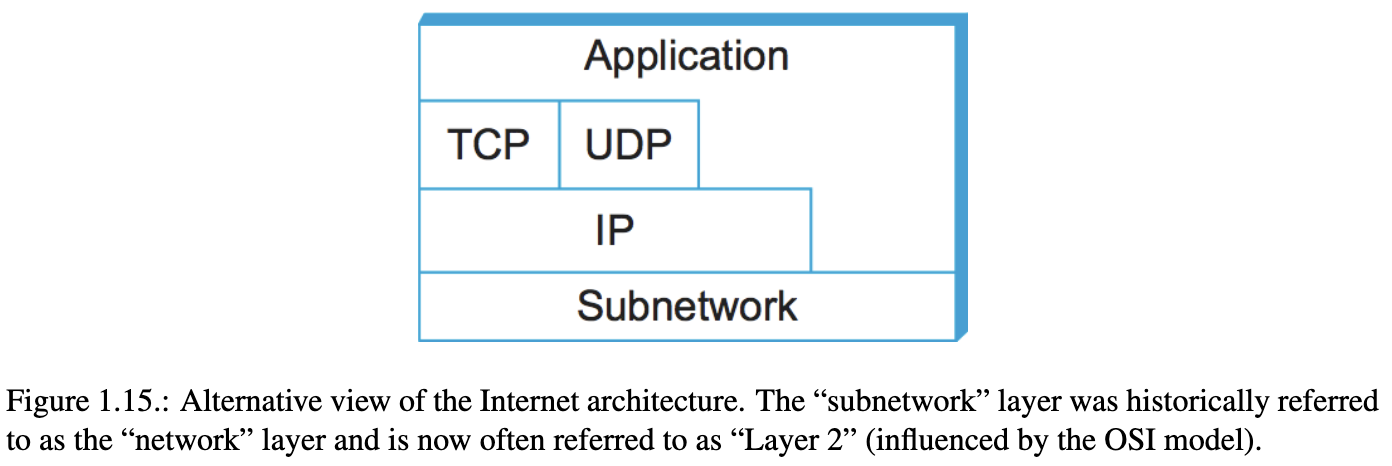 Application
TCP UDP
IP
Subnetwork
Figure 1.15.: Alternative view of the Internet architecture. The “subnetwork” layer was historically referred
to as the “network” layer and is now often referred to as “Layer 2” (influenced by the OSI model).